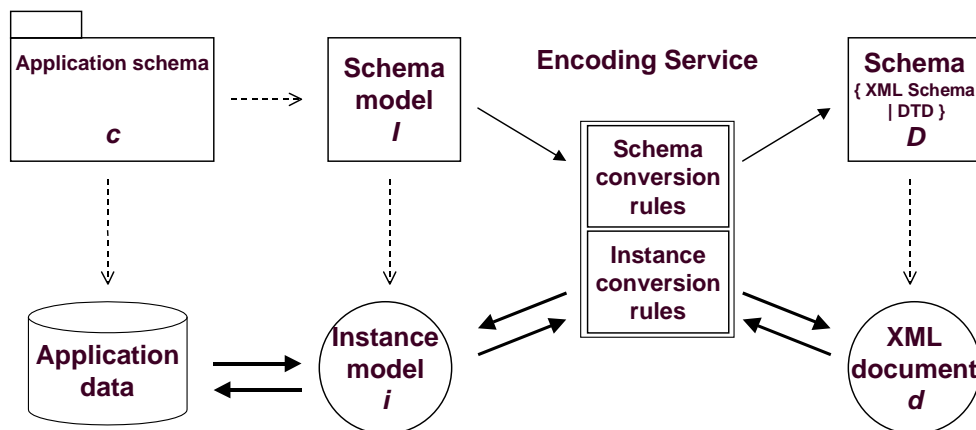 Application schema
c
Schema
model
I
Encoding Service
Schema
conversion
rules
Instance
conversion
rules
Schema
{ XML Schema
| DTD }
D
Application
data
Instance
model
i
XML
document
d